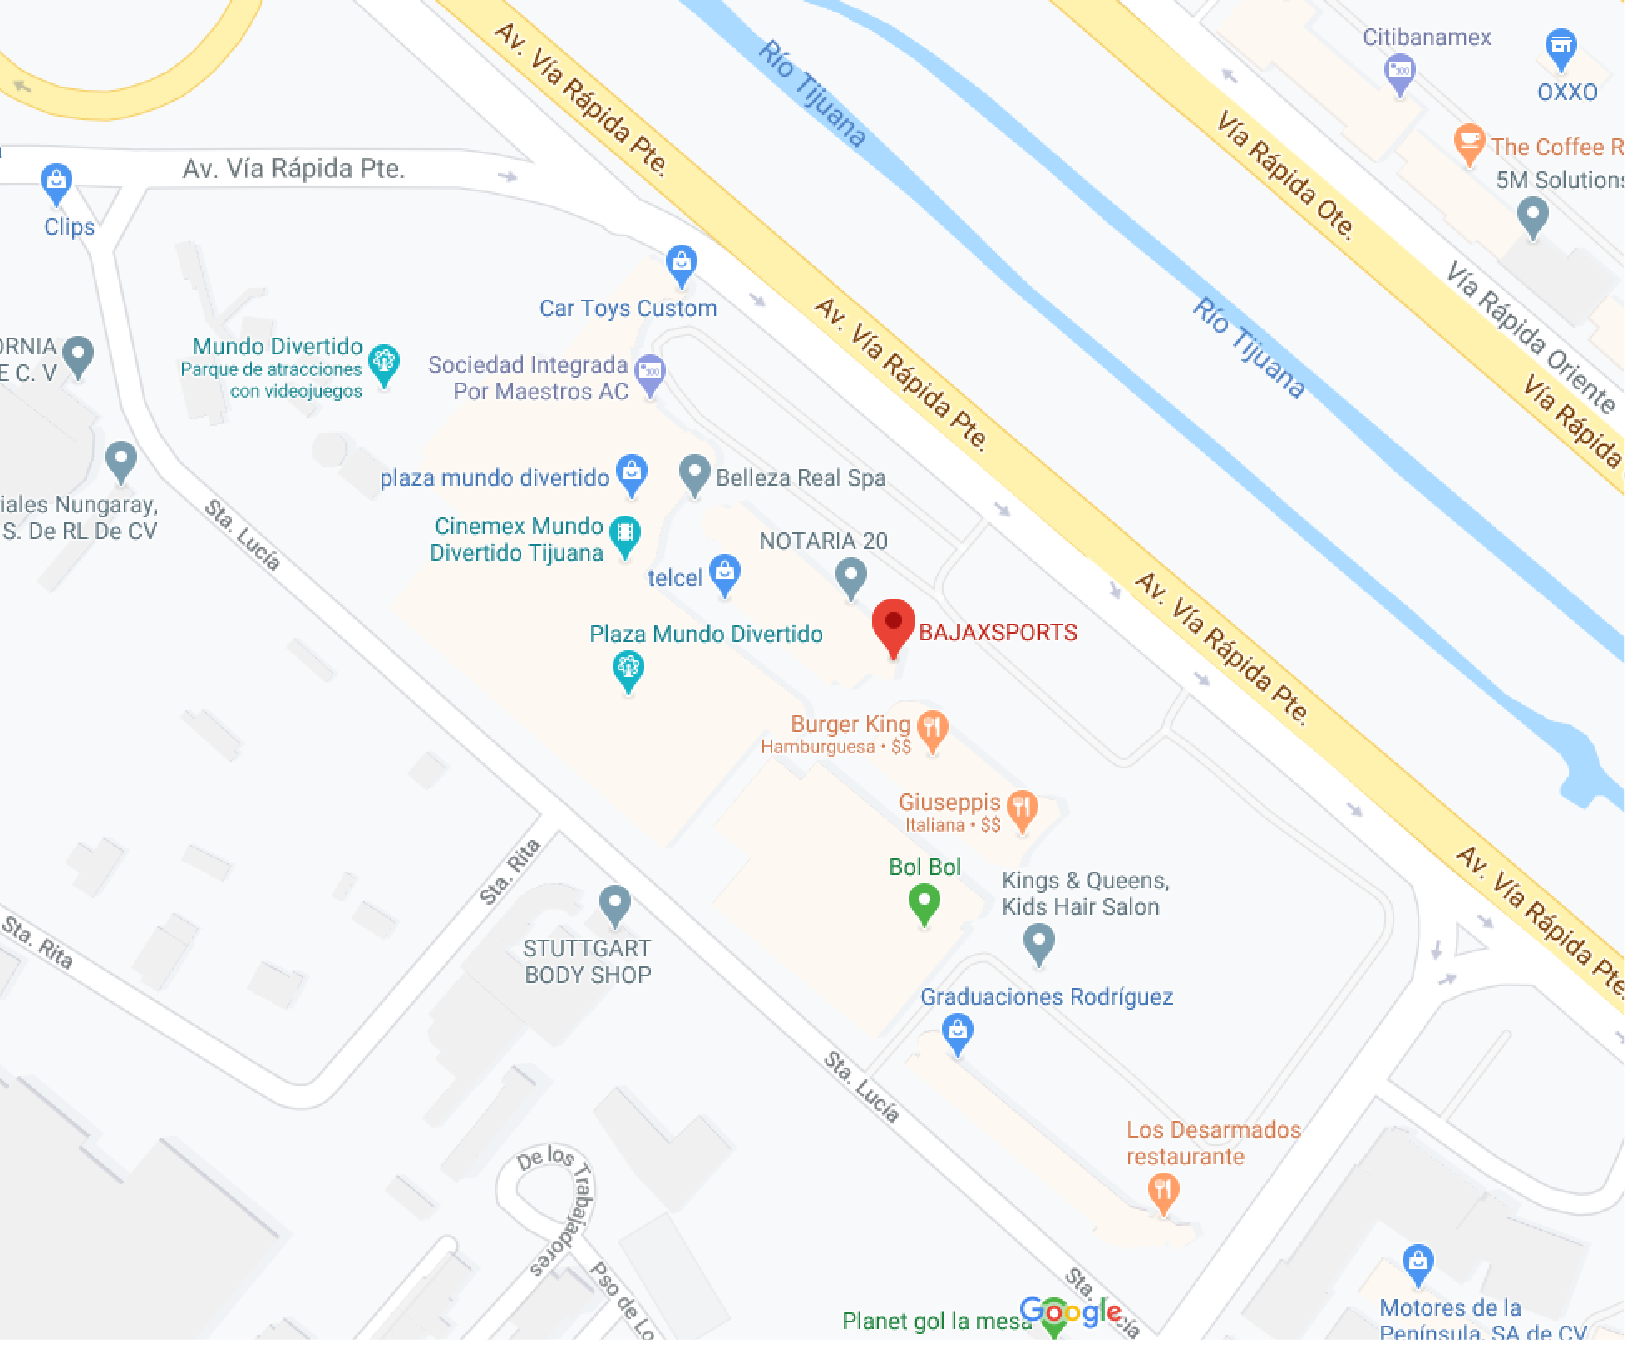 Av. Vía Rápida Pte.
Río Tijuana
Citibanamex
OXXO
The Coffee R
5M Solutions
Vía Rápida Ote.
Av. Vía Rápida Pte.
Clips
Vía Rápida Oriente
Río Tijuana
Vía Rápida
Car Toys Custom
Av. Vía Rápida Pte.
ORNIA
E C. V
Mundo Divertido
Parque de atracciones
con videojuegos
Sociedad Integrada
Por Maestros AC
plaza mundo divertido
Belleza Real Spa
iales Nungaray,
S. De RL De CV
Sta. Lucía
Cinemex Mundo
Divertido Tijuana
NOTARIA 20
telcel
Av. Vía Rápida Pte.
Plaza Mundo Divertido
BAJAXSPORTS
Burger King
Hamburguesa • $$
Giuseppis
Italiana • $$
Sta. Rita
Bol Bol
Kings & Queens,
Kids Hair Salon
Av. Vía Rápida Pte.
Sta. Rita
STUTTGART
BODY SHOP
Graduaciones Rodríguez
Sta. Lucía
De los Trabajadores
Los Desarmados
restaurante
Pso de Lo
Sta. Lucía
Google
Planet gol la mesa
Motores de la
Península, SA de CV